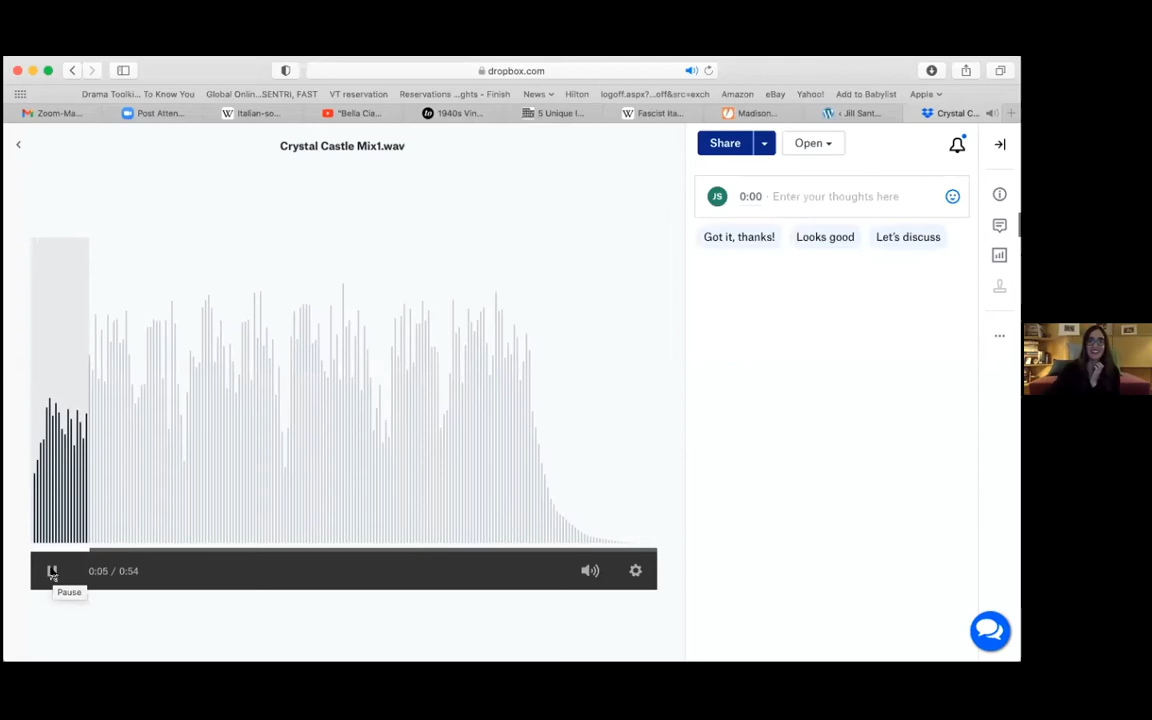 dropbox.com
Drama Toolki... To Know You
Global Onlin...SENTRi, FAST
VT reservation
Reservations ...ghts - Finish
News
Hilton
logoff.aspx?...off&src=exch
Amazon
eBay
Yahoo!
Add to Babylist
Apple
Zoom-Ma...
Post Atten...
Italian-so...
"Bella Cia...
1940s Vin...
5 Unique I...
Fascist Ita...
Madison...
‹ Jill Sant...
Crystal C...
Crystal Castle Mix1.wav
Share
Open
JS
0:00
Enter your thoughts here
Got it, thanks!
Looks good
Let's discuss
0:05 / 0:54
Pause